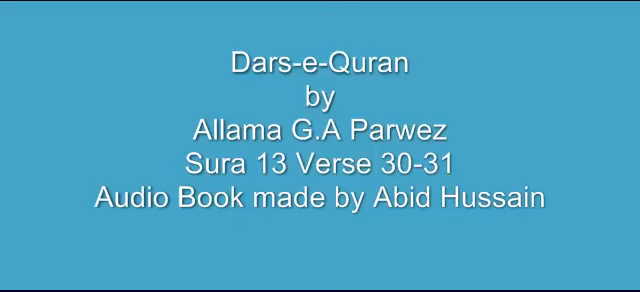 Dars-e-Quran
by
Allama G.A Parwez
Sura 13 Verse 30-31
Audio Book made by Abid Hussain